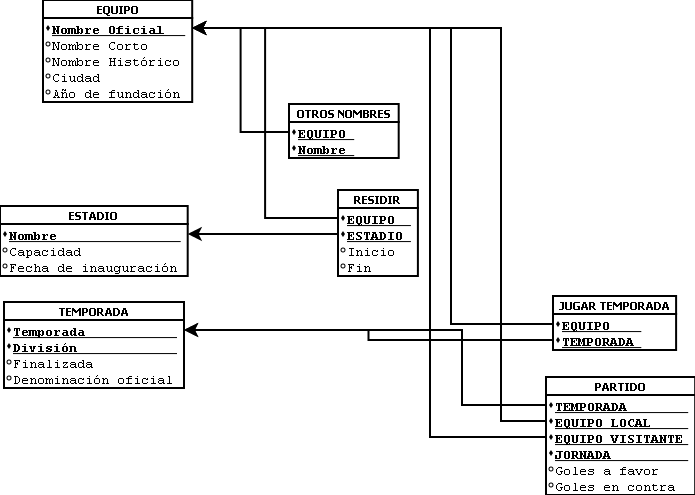 EQUIPO
Nombre Oficial
Nombre Corto
Nombre Histórico
Ciudad
Año de fundación
OTROS NOMBRES
EQUIPO
Nombre
RESIDIR
EQUIPO
ESTADIO
Inicio
Fin
ESTADIO
Nombre
Capacidad
Fecha de inauguración
TEMPORADA
Temporada
División
Finalizada
Denominación oficial
JUGAR TEMPORADA
EQUIPO
TEMPORADA
PARTIDO
TEMPORADA
EQUIPO LOCAL
EQUIPO VISITANTE
JORNADA
Goles a favor
Goles en contra